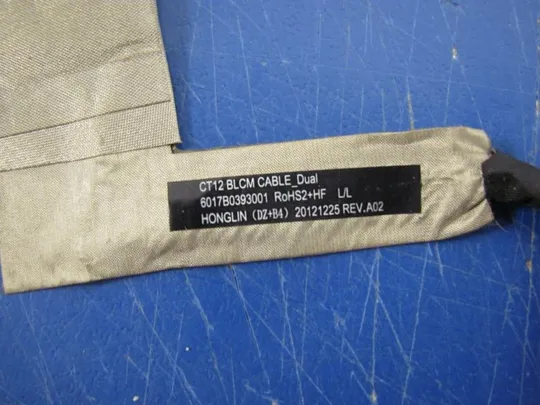 CT12 BLCM CABLE_Dual
6017B0393001 RoHS2+HF L/L
HONGLIN (DZ+B4) 20121225 REV.A02